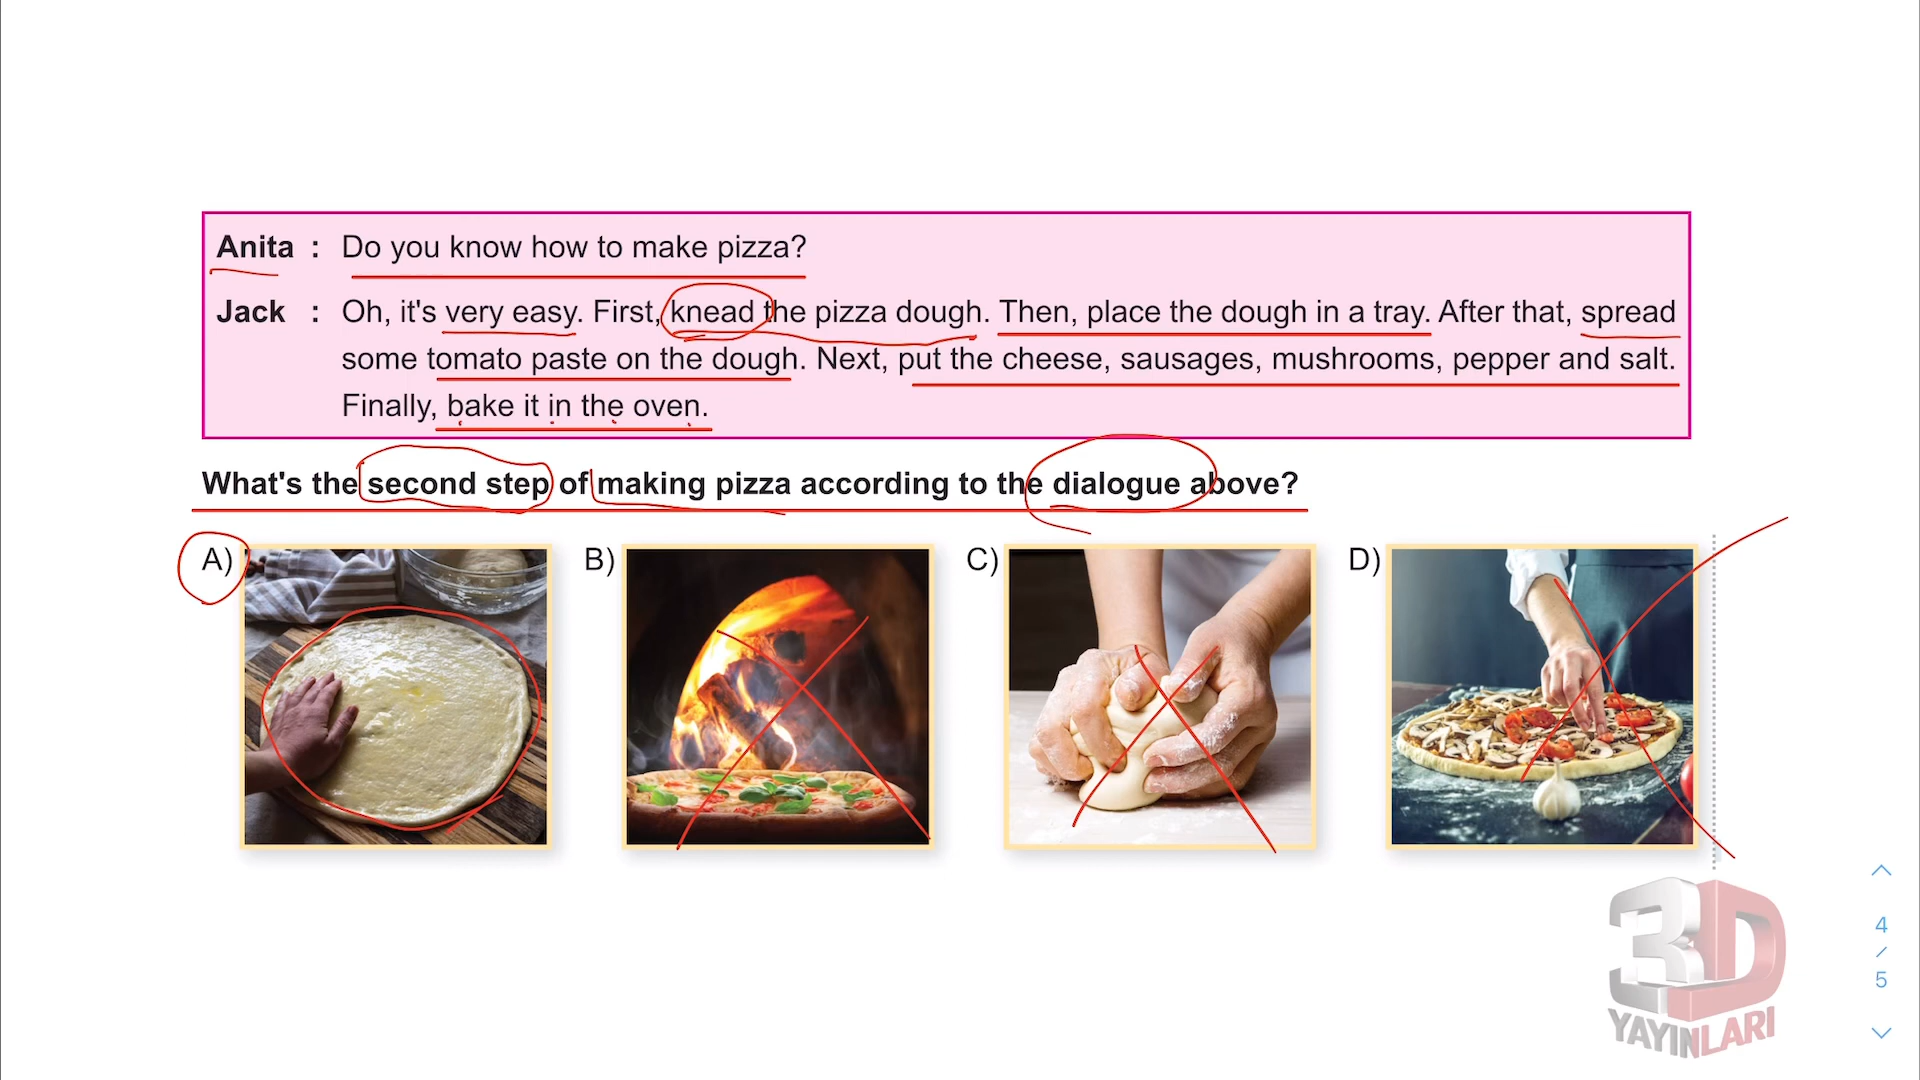 Anita : Do you know how to make pizza?
Jack : Oh, it's very easy. First, knead the pizza dough. Then, place the dough in a tray. After that, spread
some tomato paste on the dough. Next, put the cheese, sausages, mushrooms, pepper and salt.
Finally, bake it in the oven.
What's the second step of making pizza according to the dialogue above?
A) B) C) D)
3D
YAYINLARI
4
/
5